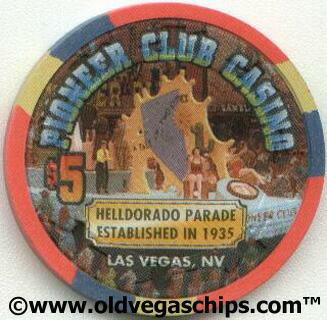 PIONEER CLUB CASINO
$5
HELLDORADO PARADE
ESTABLISHED IN 1935
LAS VEGAS, NV
© www.oldvegaschips.com™